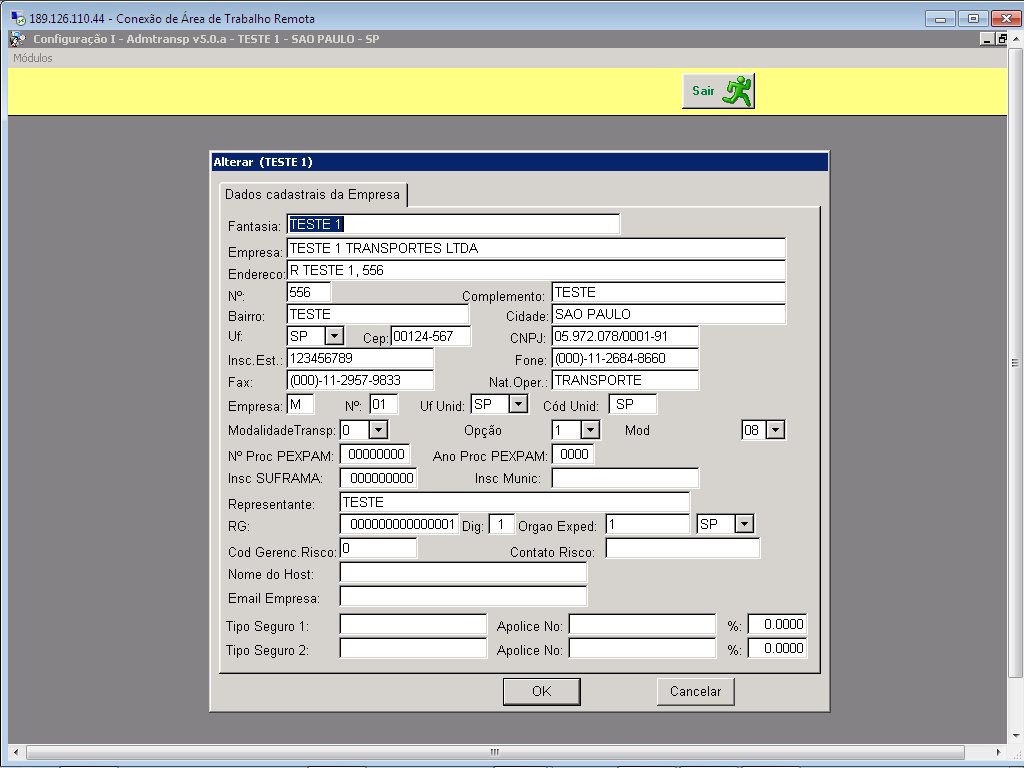 189.126.110.44 - Conexão de Área de Trabalho Remota
Configuração I - Admtransp v5.0.a - TESTE 1 - SAO PAULO - SP
Módulos
Sair
Alterar (TESTE 1)
Dados cadastrais da Empresa
Fantasia: TESTE 1
Empresa: TESTE 1 TRANSPORTES LTDA
Endereco: R TESTE 1, 556
Nº: 556 Complemento: TESTE
Bairro: TESTE Cidade: SAO PAULO
Uf: SP Cep: 00124-567 CNPJ: 05.972.078/0001-91
Insc.Est.: 123456789 Fone: (000)-11-2684-8660
Fax: (000)-11-2957-9833 Nat.Oper.: TRANSPORTE
Empresa: M Nº: 01 Uf Unid: SP Cód Unid: SP
ModalidadeTransp: 0 Opção 1 Mod 08
Nº Proc PEXPAM: 00000000 Ano Proc PEXPAM: 0000
Insc SUFRAMA: 000000000 Insc Munic:
Representante: TESTE
RG: 000000000000001 Dig: 1 Orgao Exped: 1 SP
Cod Gerenc.Risco: 0 Contato Risco:
Nome do Host:
Email Empresa:
Tipo Seguro 1: Apolice No: %: 0.0000
Tipo Seguro 2: Apolice No: %: 0.0000
OK Cancelar